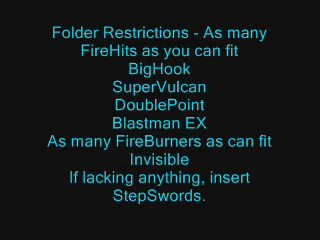 Folder Restrictions - As many
FireHits as you can fit
BigHook
SuperVulcan
DoublePoint
Blastman EX
As many FireBurners as can fit
Invisible
If lacking anything, insert
StepSwords.